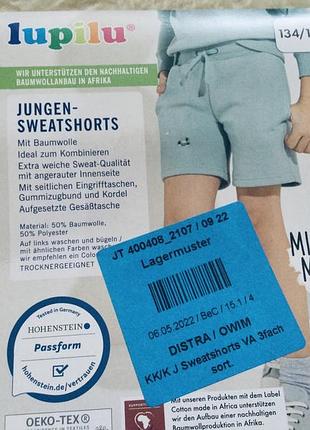 lupilu®
134/1
WIR UNTERSTÜTZEN DEN NACHHALTIGEN
BAUMWOLLANBAU IN AFRIKA
JUNGEN-
SWEATSHORTS
Mit Baumwolle
Ideal zum Kombinieren
Extra weiche Sweat-Qualität
mit angerauter Innenseite
Mit seitlichen Eingrifftaschen,
Gummizugbund und Kordel
Aufgesetzte Gesäßtasche
Material: 50% Baumwolle,
50% Polyester
Auf links waschen und bügeln /
mit ähnlichen Farben waschen
wir empfehlen ein Color
TROCKNERGEEIGNET
JT 400408_2107 / 09 22
Lagermuster
06.05.2022 / BeC / 15.1 / 4
DISTRA / OWIM
KK/K J Sweatshorts VA 3fach
sort.
MI
M
Tested in Germany
HOHENSTEIN
Passform
hohenstein.de/vertrauen
OEKO-TEX®
Mit unseren Produkten mit dem Label
Cotton made in Africa unterstützen
wir den Aufbau einer nachhaltigen
Baumwollproduktion in Afrika.